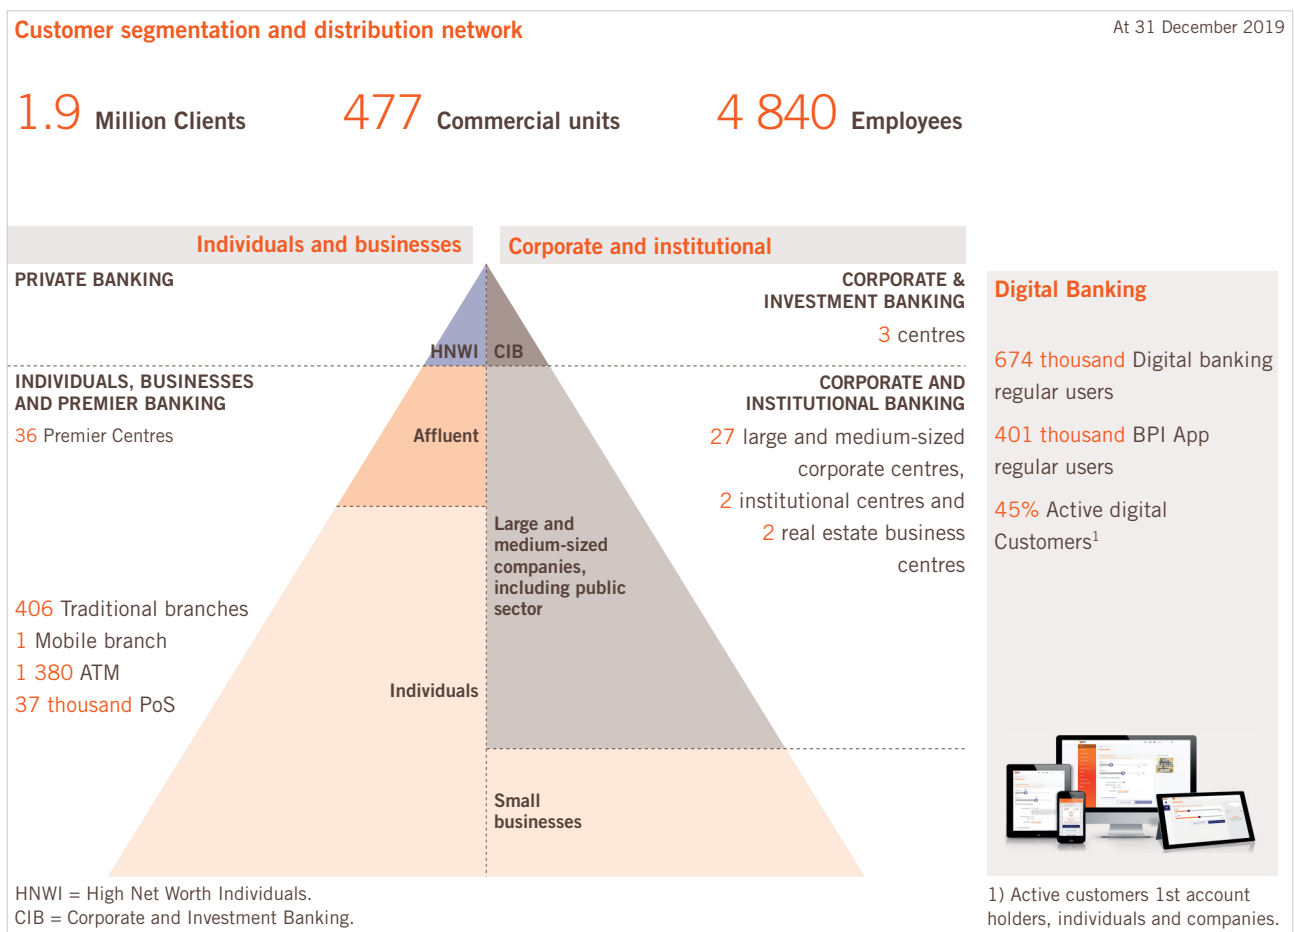 Customer segmentation and distribution network
At 31 December 2019
1.9 Million Clients
477 Commercial units
4 840 Employees
Individuals and businesses
Corporate and institutional
PRIVATE BANKING
CORPORATE &
INVESTMENT BANKING
3 centres
HNWI
CIB
INDIVIDUALS, BUSINESSES
AND PREMIER BANKING
36 Premier Centres
Affluent
CORPORATE AND
INSTITUTIONAL BANKING
27 large and medium-sized
corporate centres,
2 institutional centres and
2 real estate business
centres
Large and
medium-sized
companies,
including public
sector
406 Traditional branches
1 Mobile branch
1 380 ATM
37 thousand PoS
Individuals
Small
businesses
Digital Banking
674 thousand Digital banking
regular users
401 thousand BPI App
regular users
45% Active digital
Customers1
HNWI = High Net Worth Individuals.
CIB = Corporate and Investment Banking.
1) Active customers 1st account
holders, individuals and companies.